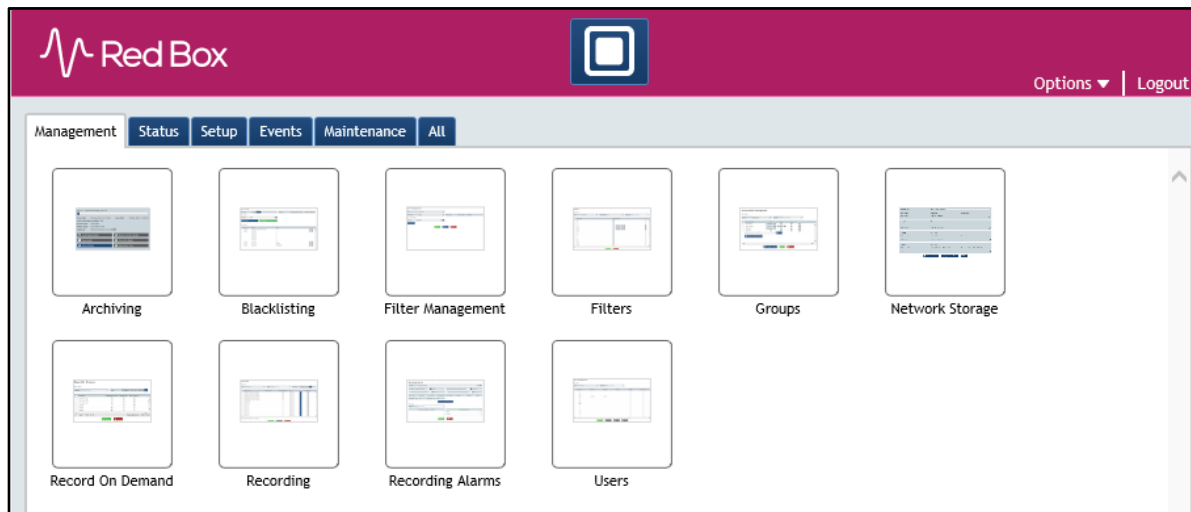 Red Box
Options Logout
Management Status Setup Events Maintenance All
Archiving Blacklisting Filter Management Filters Groups Network Storage
Record On Demand Recording Recording Alarms Users